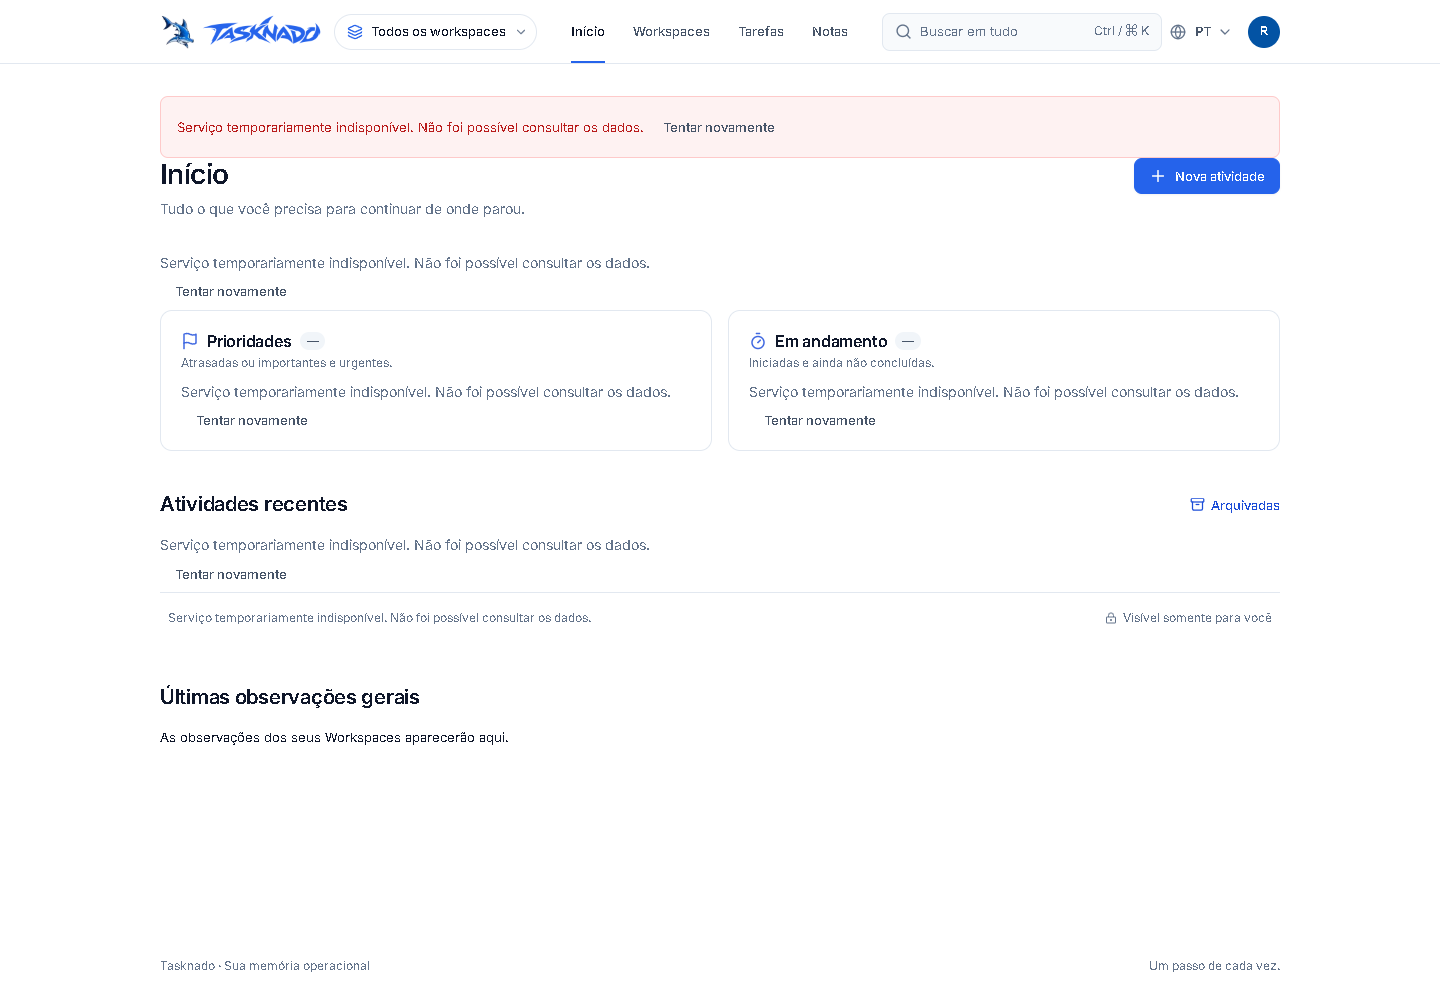 TASKNADO
Todos os workspaces
Início
Workspaces
Tarefas
Notas
Buscar em tudo
Ctrl / ⌘ K
PT
R
Serviço temporariamente indisponível. Não foi possível consultar os dados.
Tentar novamente
Início
Nova atividade
Tudo o que você precisa para continuar de onde parou.
Serviço temporariamente indisponível. Não foi possível consultar os dados.
Tentar novamente
Prioridades —
Atrasadas ou importantes e urgentes.
Serviço temporariamente indisponível. Não foi possível consultar os dados.
Tentar novamente
Em andamento —
Iniciadas e ainda não concluídas.
Serviço temporariamente indisponível. Não foi possível consultar os dados.
Tentar novamente
Atividades recentes
Arquivadas
Serviço temporariamente indisponível. Não foi possível consultar os dados.
Tentar novamente
Serviço temporariamente indisponível. Não foi possível consultar os dados.
Visível somente para você
Últimas observações gerais
As observações dos seus Workspaces aparecerão aqui.
Tasknado · Sua memória operacional
Um passo de cada vez.